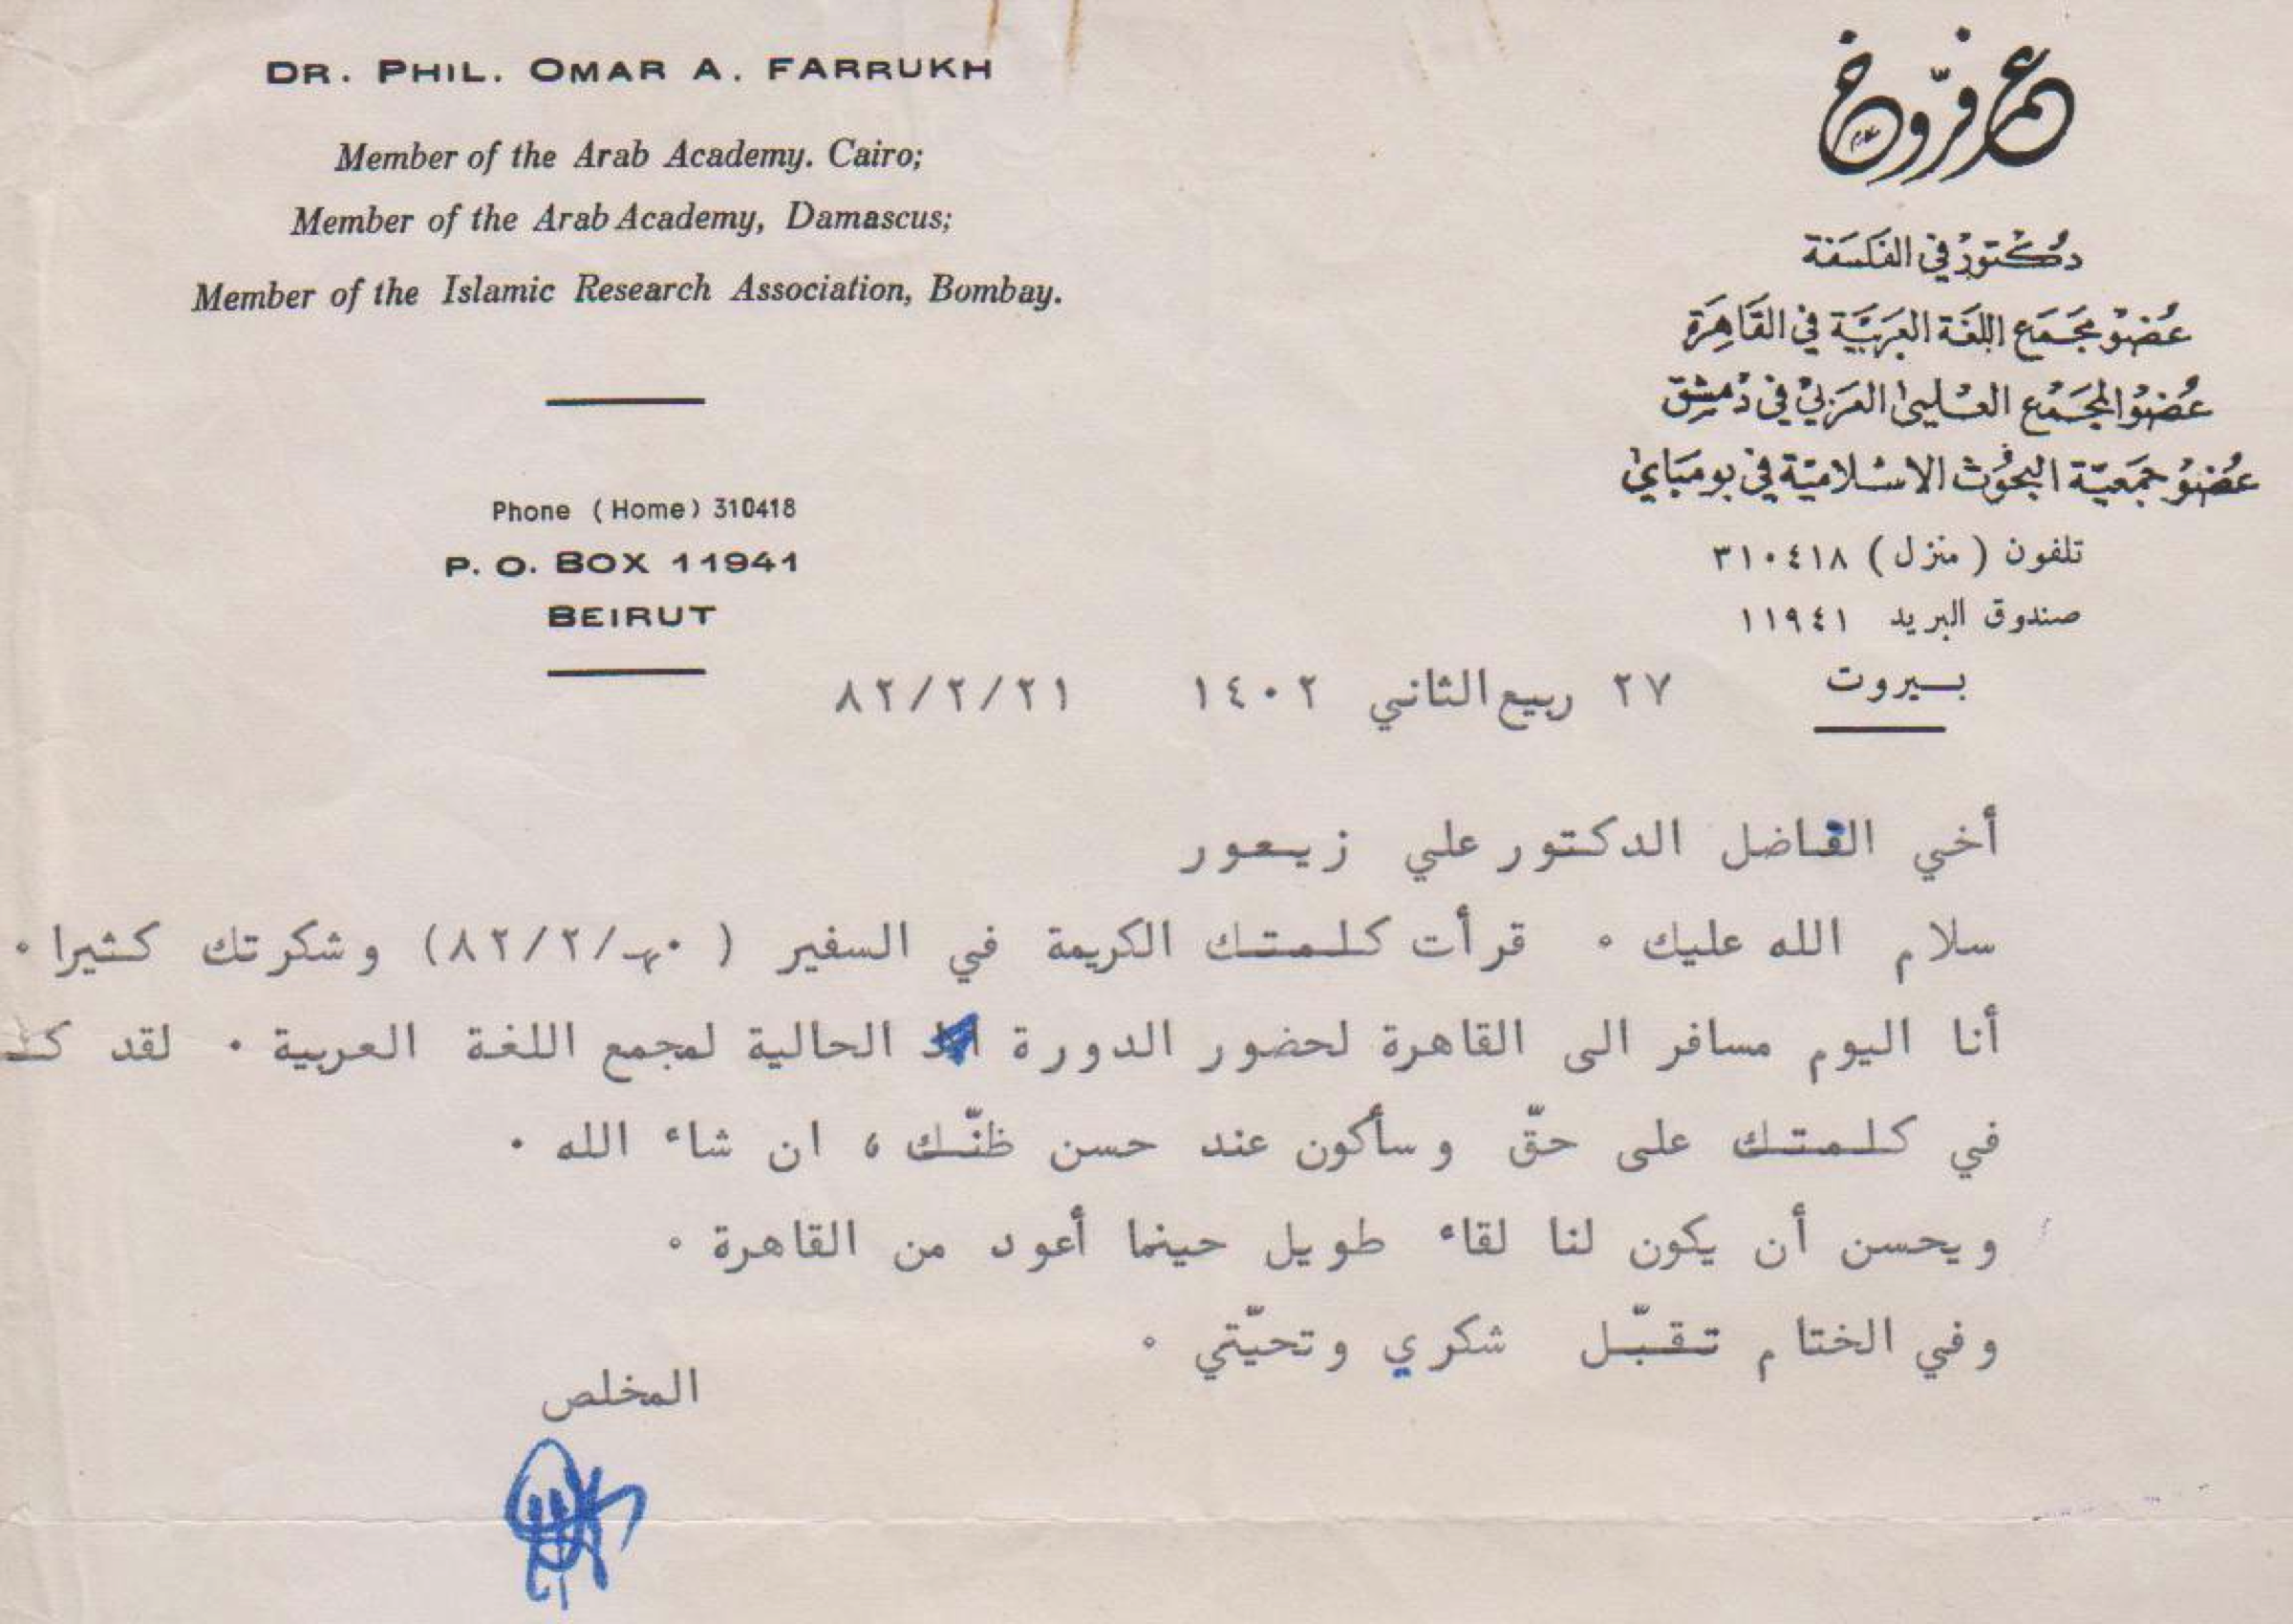 DR. PHIL. OMAR A. FARRUKH
Member of the Arab Academy. Cairo;
Member of the Arab Academy, Damascus;
Member of the Islamic Research Association, Bombay.
Phone (Home) 310418
P. O. BOX 11941
BEIRUT
عمر فرّوخ
دكتور في الفلسفة
عضو مجمع اللغة العربية في القاهرة
عضو المجمع العلمي العربي في دمشق
عضو جمعية البحوث الاسلامية في بومباي
تلفون (منزل) ٣١٠٤١٨
صندوق البريد ١١٩٤١
بيروت
٢٧ ربيع الثاني ١٤٠٢ ٨٢/٢/٢١
أخي الفاضل الدكتور علي زيعور
سلام الله عليك . قرأت كلمتك الكريمة في السفير ( /٨٢/٢) وشكرتك كثيرا .
أنا اليوم مسافر الى القاهرة لحضور الدورة الحالية لمجمع اللغة العربية . لقد
في كلمتك على حقّ وسأكون عند حسن ظنّك ، ان شاء الله .
ويحسن أن يكون لنا لقاء طويل حينما أعود من القاهرة .
وفي الختام تقبّل شكري وتحيّتي .
المخلص